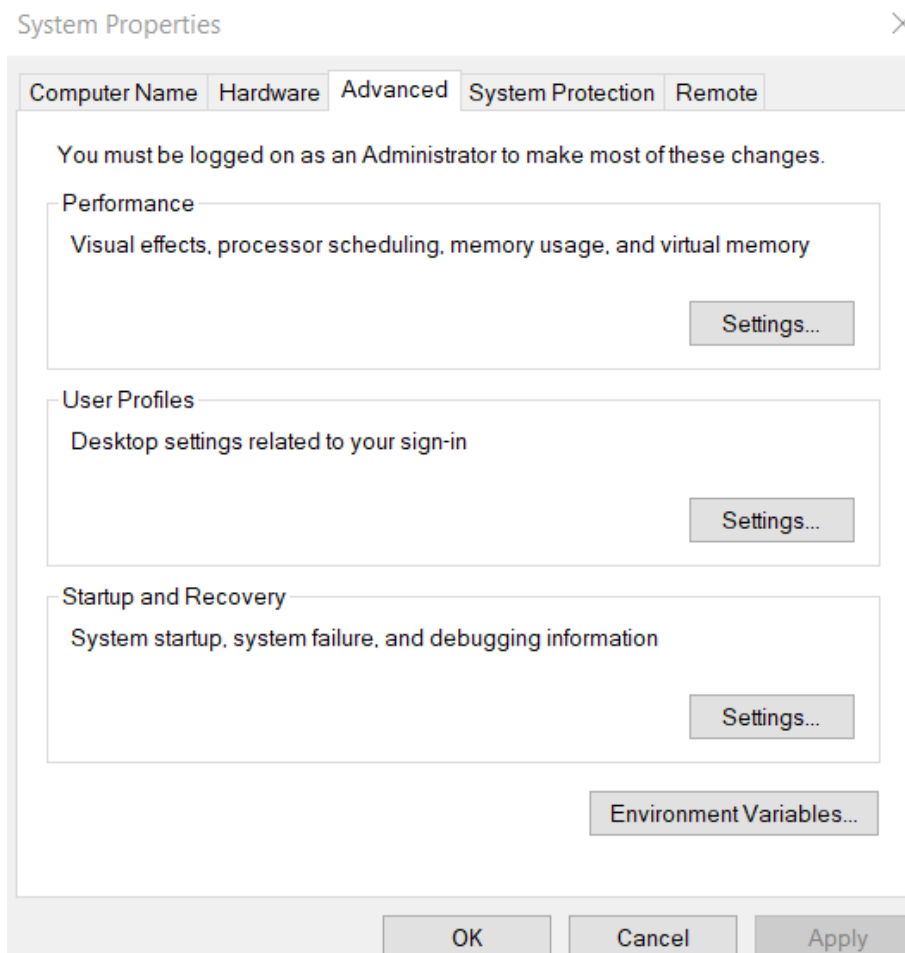 System Properties
Computer Name Hardware Advanced System Protection Remote
You must be logged on as an Administrator to make most of these changes.
Performance
Visual effects, processor scheduling, memory usage, and virtual memory
Settings...
User Profiles
Desktop settings related to your sign-in
Settings...
Startup and Recovery
System startup, system failure, and debugging information
Settings...
Environment Variables...
OK Cancel Apply